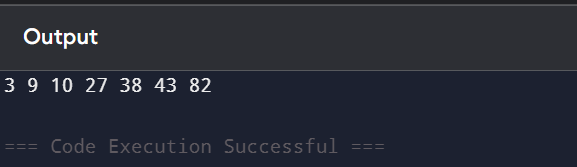 Output
3 9 10 27 38 43 82
=== Code Execution Successful ===